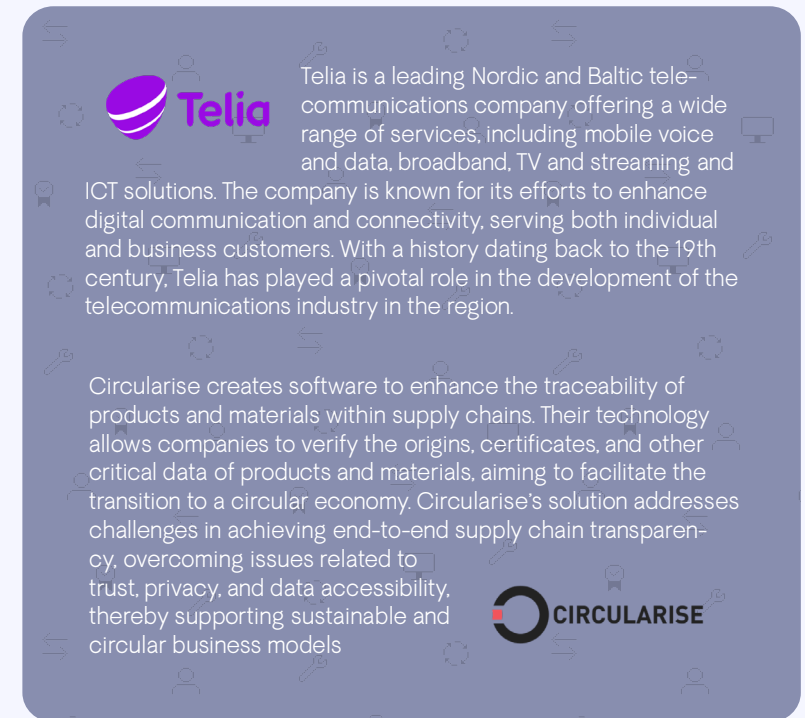 Telia
Telia is a leading Nordic and Baltic tele-
communications company offering a wide
range of services, including mobile voice
and data, broadband, TV and streaming and
ICT solutions. The company is known for its efforts to enhance
digital communication and connectivity, serving both individual
and business customers. With a history dating back to the 19th
century, Telia has played a pivotal role in the development of the
telecommunications industry in the region.
Circularise creates software to enhance the traceability of
products and materials within supply chains. Their technology
allows companies to verify the origins, certificates, and other
critical data of products and materials, aiming to facilitate the
transition to a circular economy. Circularise’s solution addresses
challenges in achieving end-to-end supply chain transparen-
cy, overcoming issues related to
trust, privacy, and data accessibility,
thereby supporting sustainable and
circular business models
CIRCULARISE